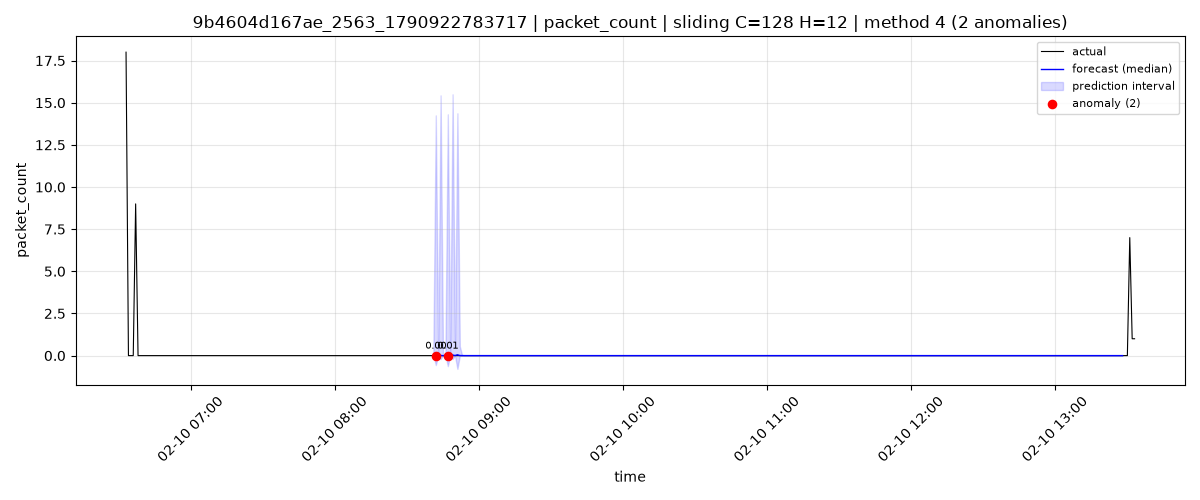 9b4604d167ae_2563_1790922783717 | packet_count | sliding C=128 H=12 | method 4 (2 anomalies)
actual
forecast (median)
prediction interval
anomaly (2)
packet_count
17.5
15.0
12.5
10.0
7.5
5.0
2.5
0.0
02-10 07:00
02-10 08:00
02-10 09:00
02-10 10:00
02-10 11:00
02-10 12:00
02-10 13:00
time